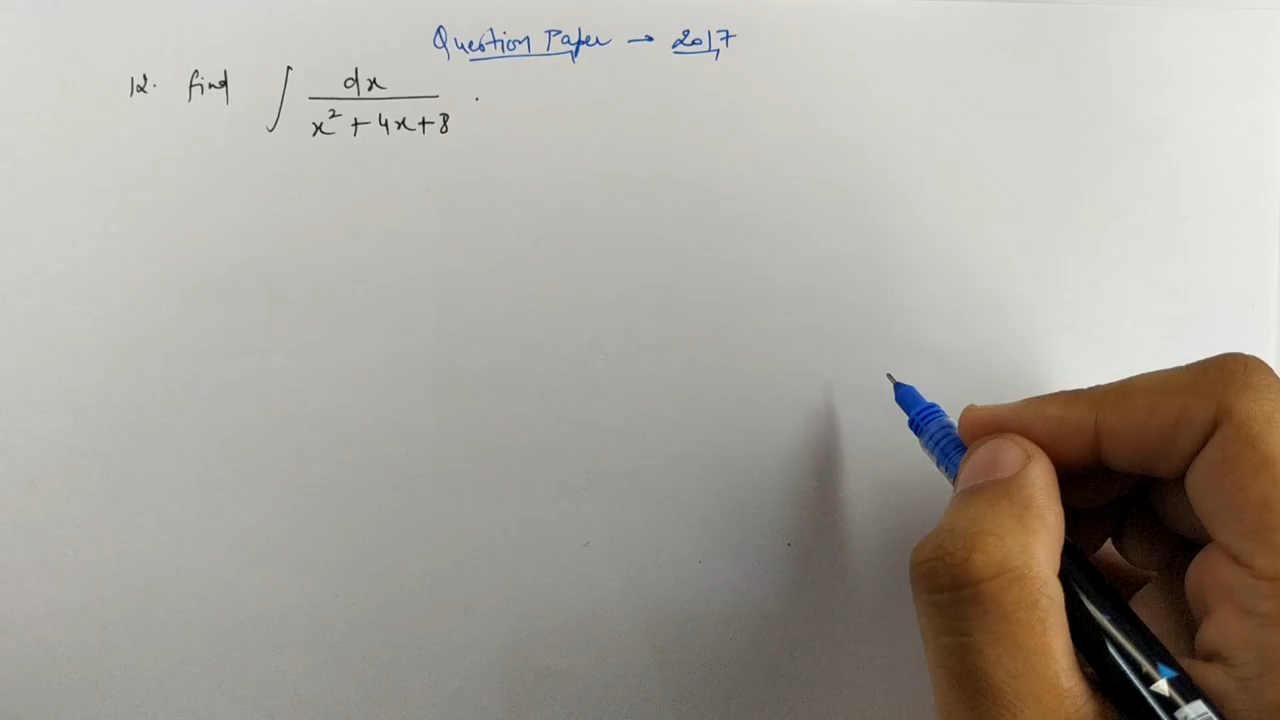 Question Paper → 2017
12. find ∫ dx / (x² + 4x + 8) .